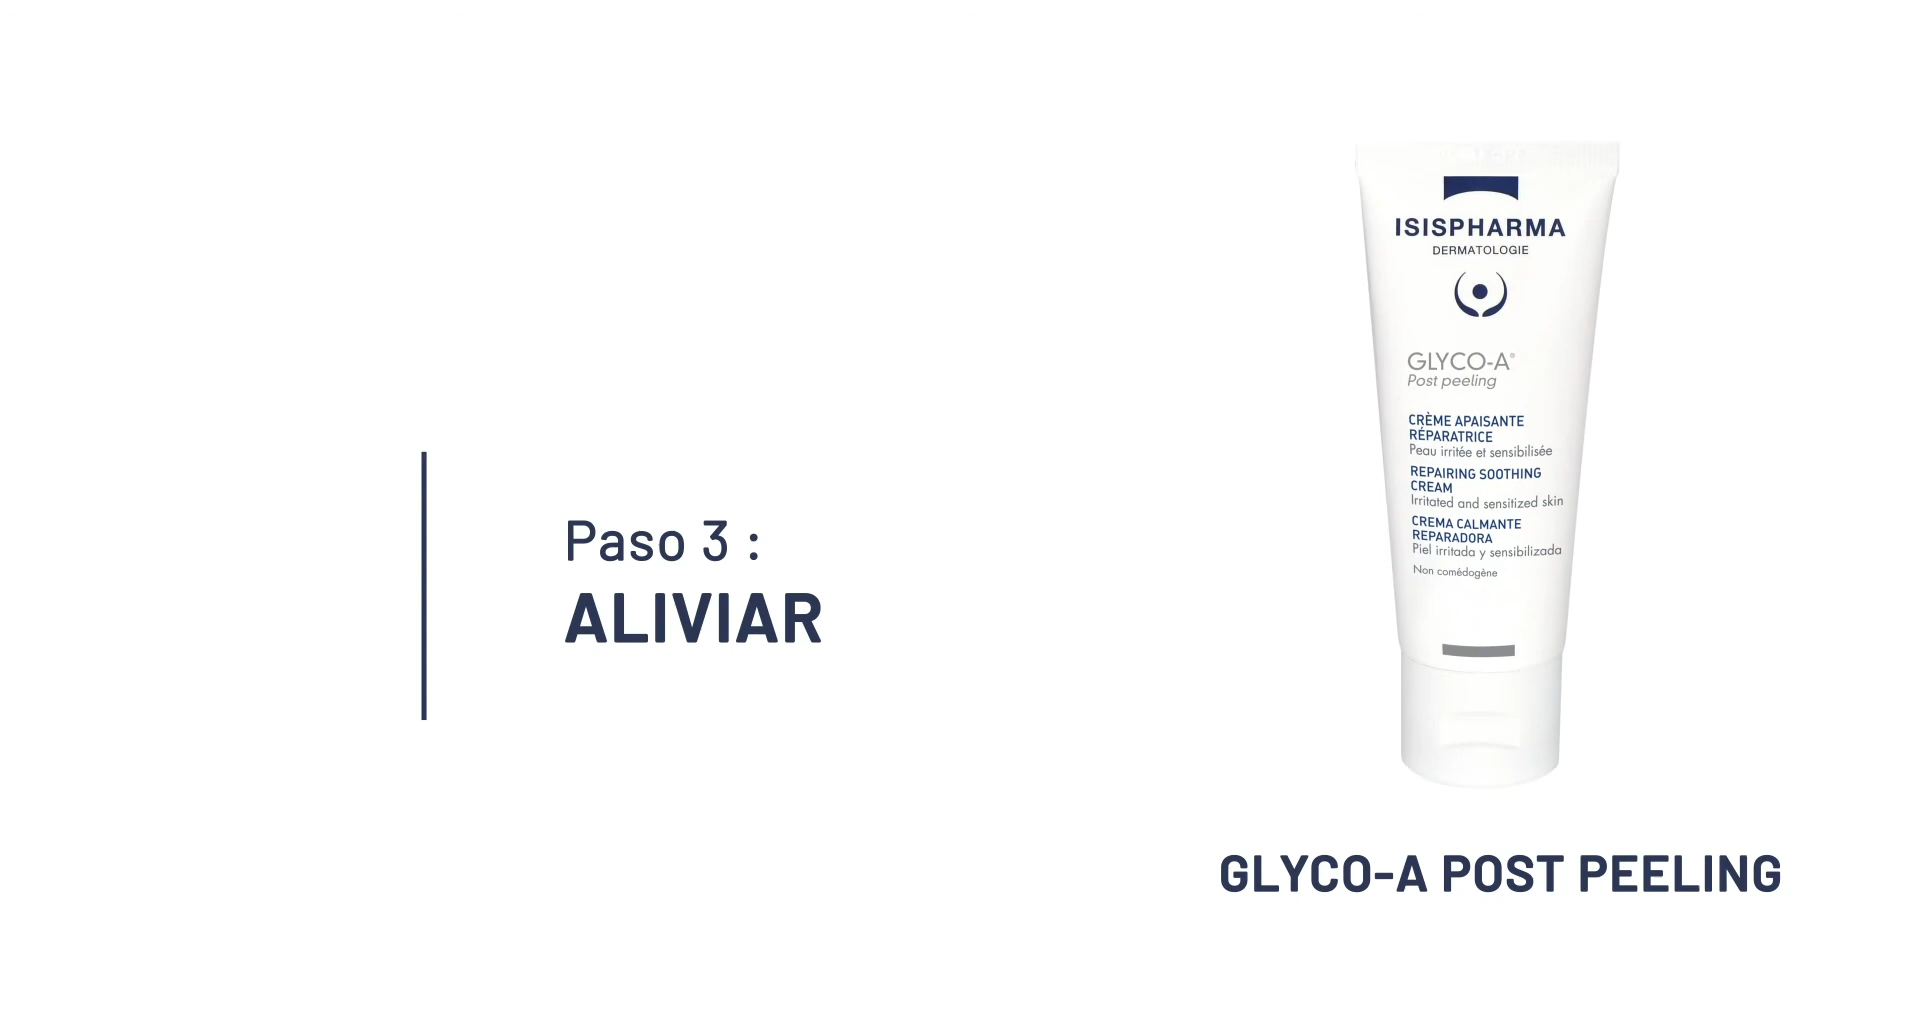 Paso 3 :
ALIVIAR
ISISPHARMA
DERMATOLOGIE
GLYCO-A®
Post peeling
CRÈME APAISANTE
RÉPARATRICE
Peau irritée et sensibilisée
REPAIRING SOOTHING
CREAM
Irritated and sensitized skin
CREMA CALMANTE
REPARADORA
Piel irritada y sensibilizada
Non comédogène
GLYCO-A POST PEELING